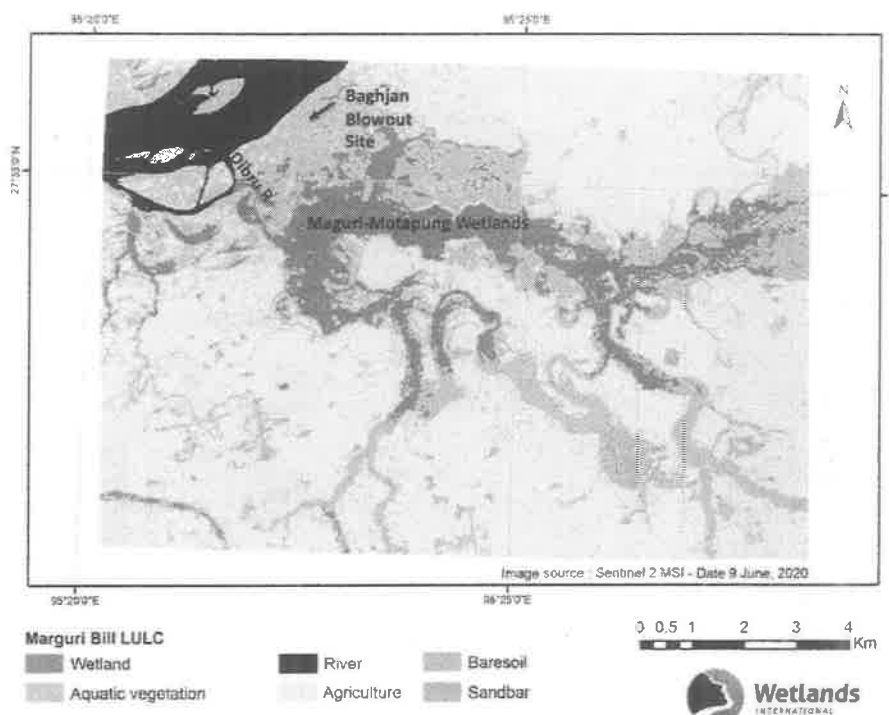 95°20'0"E 95°25'0"E
N
Baghjan
Blowout
Site
27°33'0"N
Dibru R.
Maguri-Motapung Wetlands
Image source : Sentinel 2 MSI - Date 9 June, 2020
95°20'0"E 95°25'0"E
Marguri Bill LULC
Wetland River Baresoil
Aquatic vegetation Agriculture Sandbar
0 0.5 1 2 3 4
Km
Wetlands
INTERNATIONAL